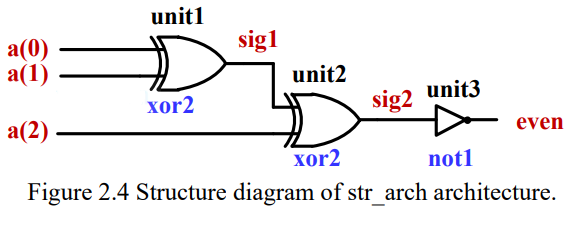 unit1
a(0)
sig1
a(1)
unit2
xor2
sig2
unit3
a(2)
even
xor2
not1
Figure 2.4 Structure diagram of str_arch architecture.